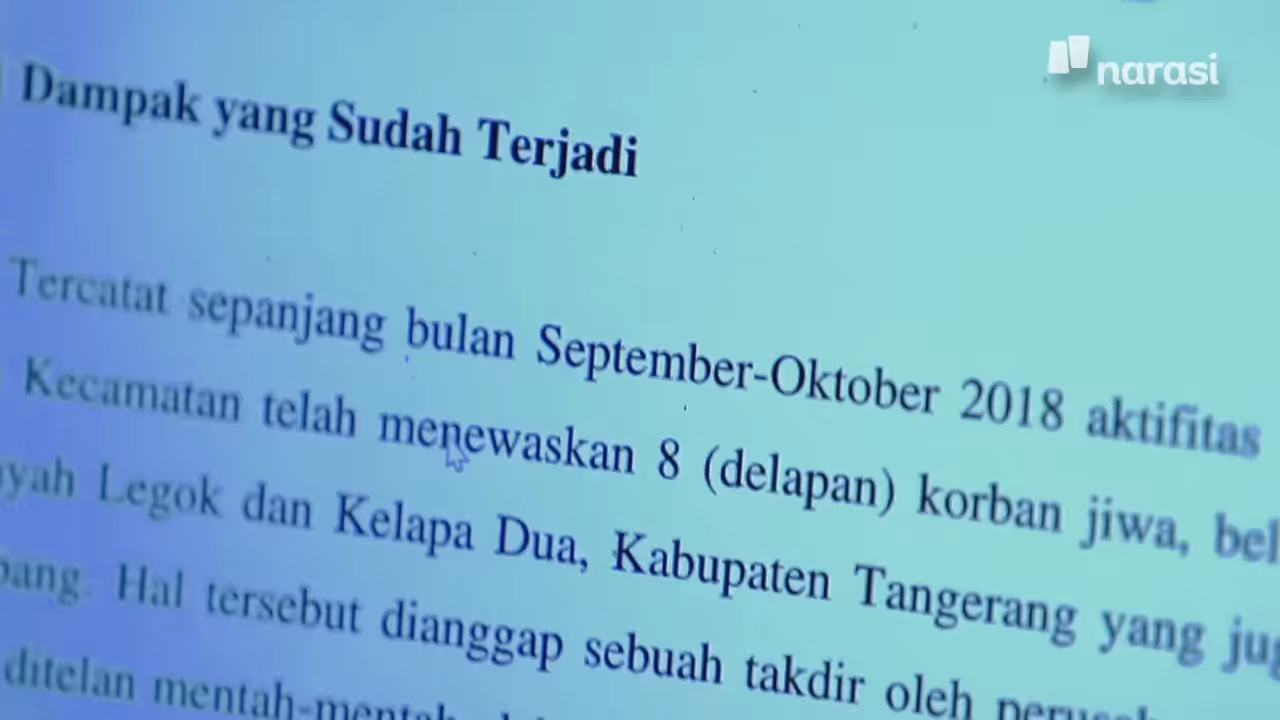 narasi
Dampak yang Sudah Terjadi
Tercatat sepanjang bulan September-Oktober 2018 aktifitas
Kecamatan telah menewaskan 8 (delapan) korban jiwa,
Legok dan Kelapa Dua, Kabupaten Tangerang yang
Hal tersebut dianggap sebuah takdir oleh
ditelan mentah-mentah